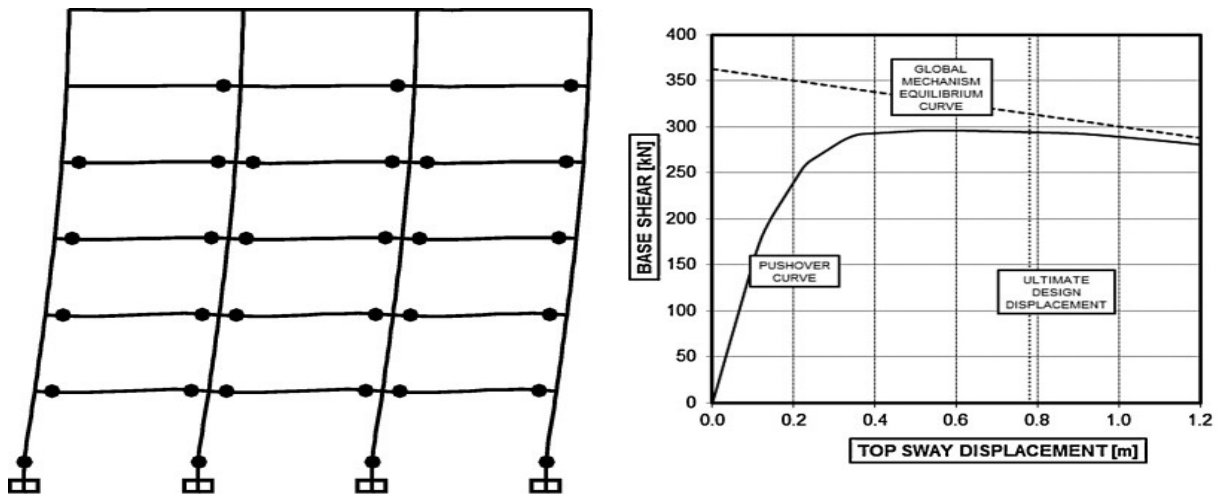 400
350
300
250
200
150
100
50
0
BASE SHEAR [kN]
GLOBAL
MECHANISM
EQUILIBRIUM
CURVE
PUSHOVER
CURVE
ULTIMATE
DESIGN
DISPLACEMENT
0.0 0.2 0.4 0.6 0.8 1.0 1.2
TOP SWAY DISPLACEMENT [m]